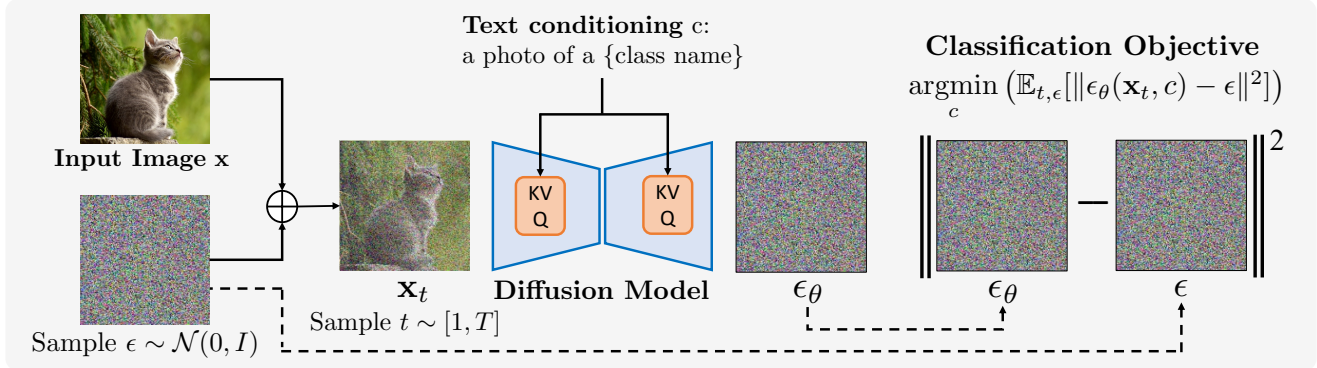 Text conditioning c:
a photo of a {class name}
Classification Objective
argmin_c (𝔼_{t,ϵ}[‖ϵ_θ(x_t, c) − ϵ‖²])
Input Image x
KV
Q
KV
Q
2
x_t
Diffusion Model
ϵ_θ
ϵ_θ
ϵ
Sample t ∼ [1, T]
Sample ϵ ∼ 𝒩(0, I)